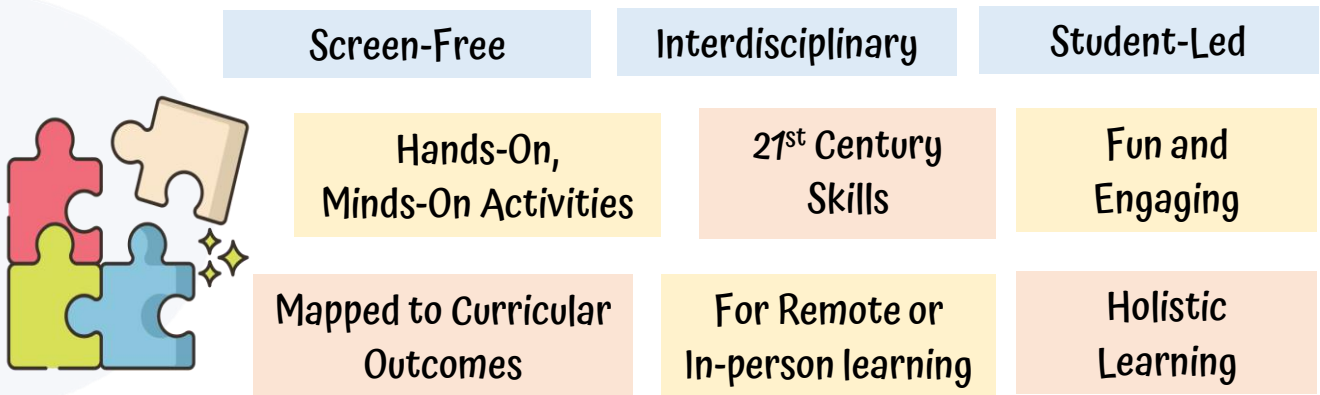 Screen-Free
Interdisciplinary
Student-Led
Hands-On,
Minds-On Activities
21st Century
Skills
Fun and
Engaging
Mapped to Curricular
Outcomes
For Remote or
In-person learning
Holistic
Learning